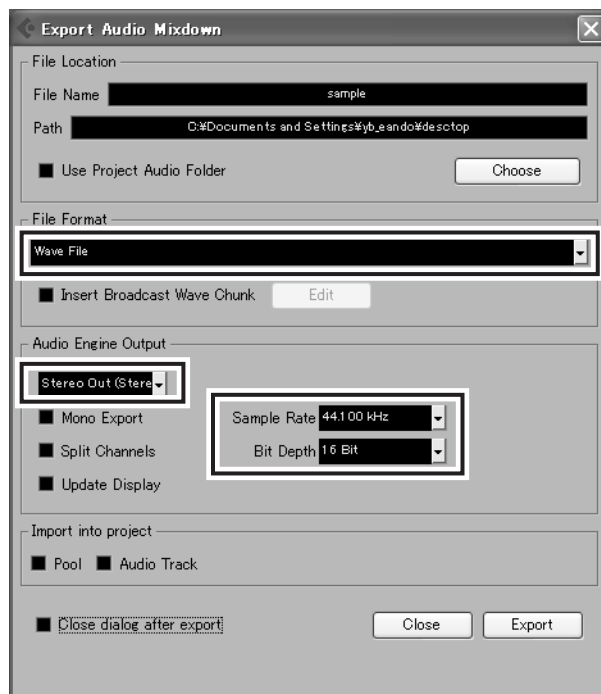 Export Audio Mixdown
File Location
File Name sample
Path C:¥Documents and Settings¥yb_eando¥desctop
Use Project Audio Folder Choose
File Format
Wave File
Insert Broadcast Wave Chunk Edit
Audio Engine Output
Stereo Out (Stere
Mono Export Sample Rate 44.100 kHz
Split Channels Bit Depth 16 Bit
Update Display
Import into project
Pool Audio Track
Close dialog after export Close Export